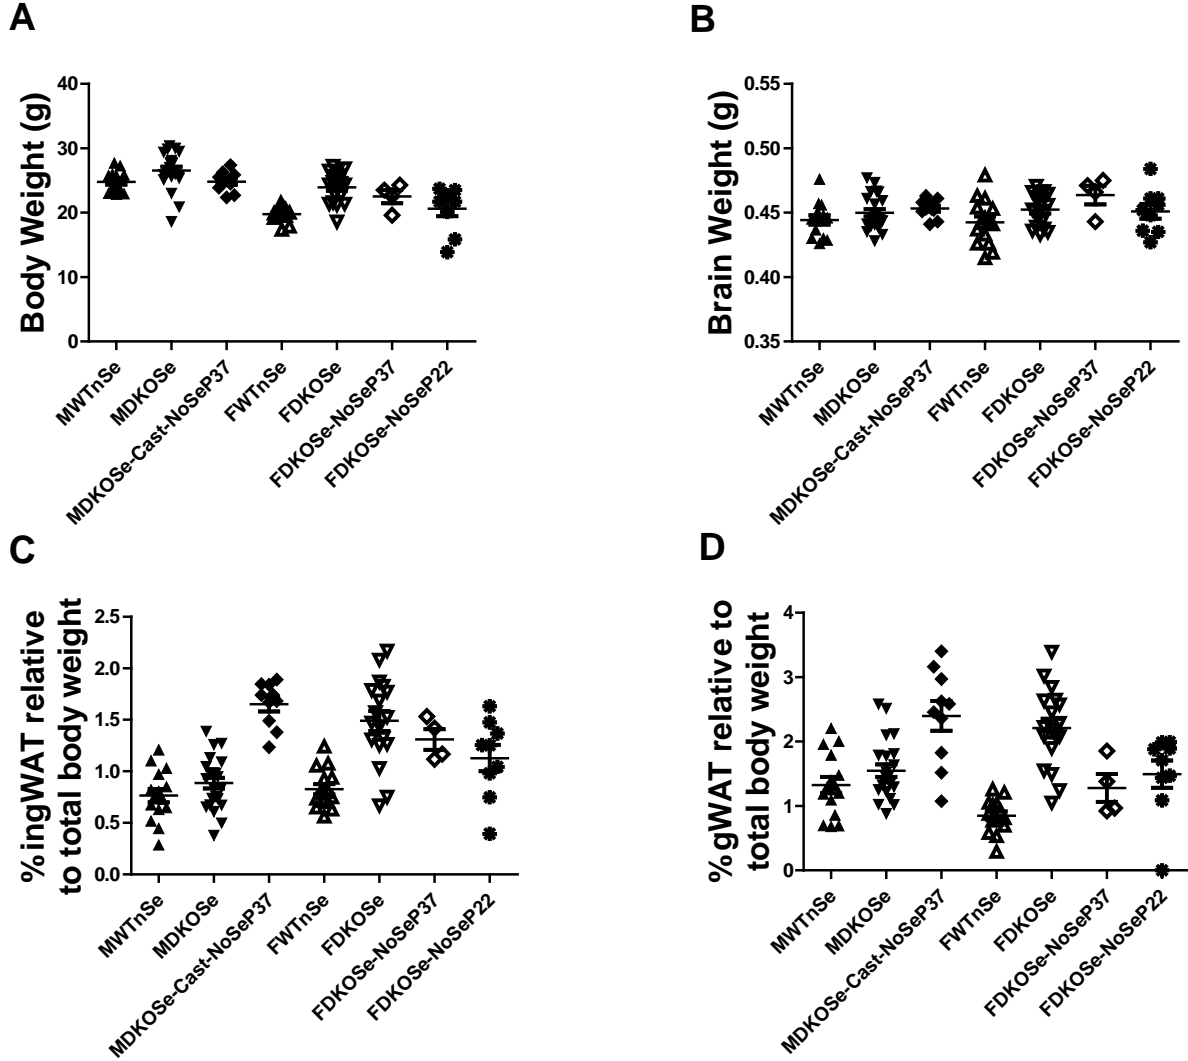 A
Body Weight (g)
40
30
20
10
0
MWTnSe
MDKOSe
MDKOSe-Cast-NoSeP37
FWTnSe
FDKOSe
FDKOSe-NoSeP37
FDKOSe-NoSeP22
B
Brain Weight (g)
0.55
0.50
0.45
0.40
0.35
MWTnSe
MDKOSe
MDKOSe-Cast-NoSeP37
FWTnSe
FDKOSe
FDKOSe-NoSeP37
FDKOSe-NoSeP22
C
%ingWAT relative
to total body weight
2.5
2.0
1.5
1.0
0.5
0.0
MWTnSe
MDKOSe
MDKOSe-Cast-NoSeP37
FWTnSe
FDKOSe
FDKOSe-NoSeP37
FDKOSe-NoSeP22
D
%gWAT relative to
total body weight
4
3
2
1
0
MWTnSe
MDKOSe
MDKOSe-Cast-NoSeP37
FWTnSe
FDKOSe
FDKOSe-NoSeP37
FDKOSe-NoSeP22